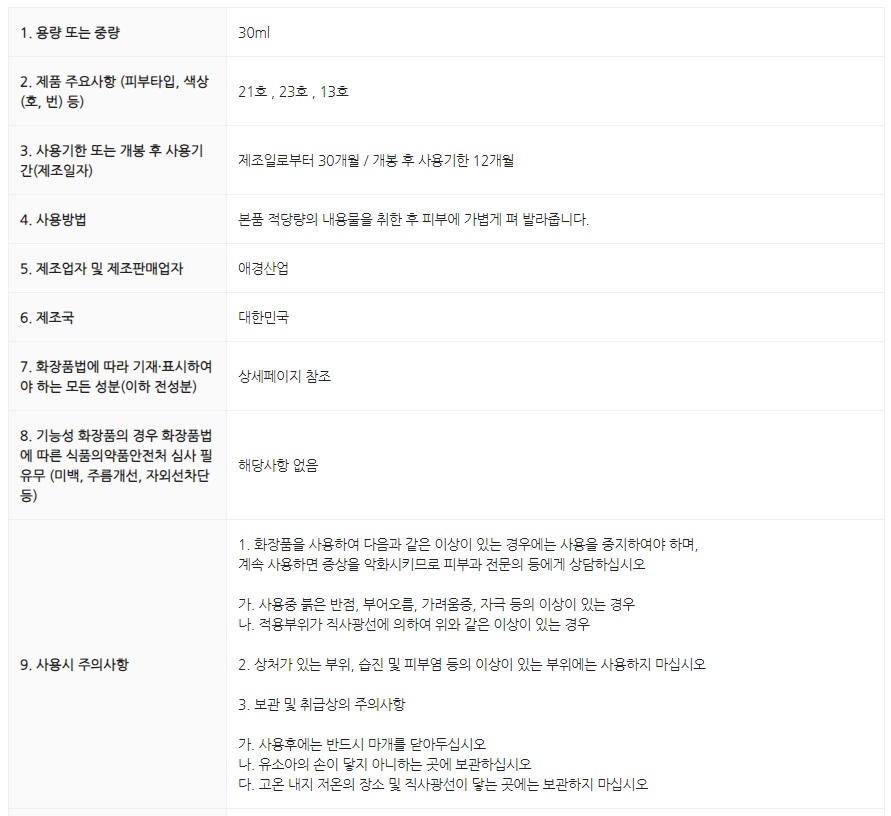 1. 용량 또는 중량
30ml
2. 제품 주요사항 (피부타입, 색상
(호, 번) 등)
21호 , 23호 , 13호
3. 사용기한 또는 개봉 후 사용기
간(제조일자)
제조일로부터 30개월 / 개봉 후 사용기한 12개월
4. 사용방법
본품 적당량의 내용물을 취한 후 피부에 가볍게 펴 발라줍니다.
5. 제조업자 및 제조판매업자
애경산업
6. 제조국
대한민국
7. 화장품법에 따라 기재·표시하여
야 하는 모든 성분(이하 전성분)
상세페이지 참조
8. 기능성 화장품의 경우 화장품법
에 따른 식품의약품안전처 심사 필
유무 (미백, 주름개선, 자외선차단
등)
해당사항 없음
9. 사용시 주의사항
1. 화장품을 사용하여 다음과 같은 이상이 있는 경우에는 사용을 중지하여야 하며,
계속 사용하면 증상을 악화시키므로 피부과 전문의 등에게 상담하십시오
가. 사용중 붉은 반점, 부어오름, 가려움증, 자극 등의 이상이 있는 경우
나. 적용부위가 직사광선에 의하여 위와 같은 이상이 있는 경우
2. 상처가 있는 부위, 습진 및 피부염 등의 이상이 있는 부위에는 사용하지 마십시오
3. 보관 및 취급상의 주의사항
가. 사용후에는 반드시 마개를 닫아두십시오
나. 유소아의 손이 닿지 아니하는 곳에 보관하십시오
다. 고온 내지 저온의 장소 및 직사광선이 닿는 곳에는 보관하지 마십시오